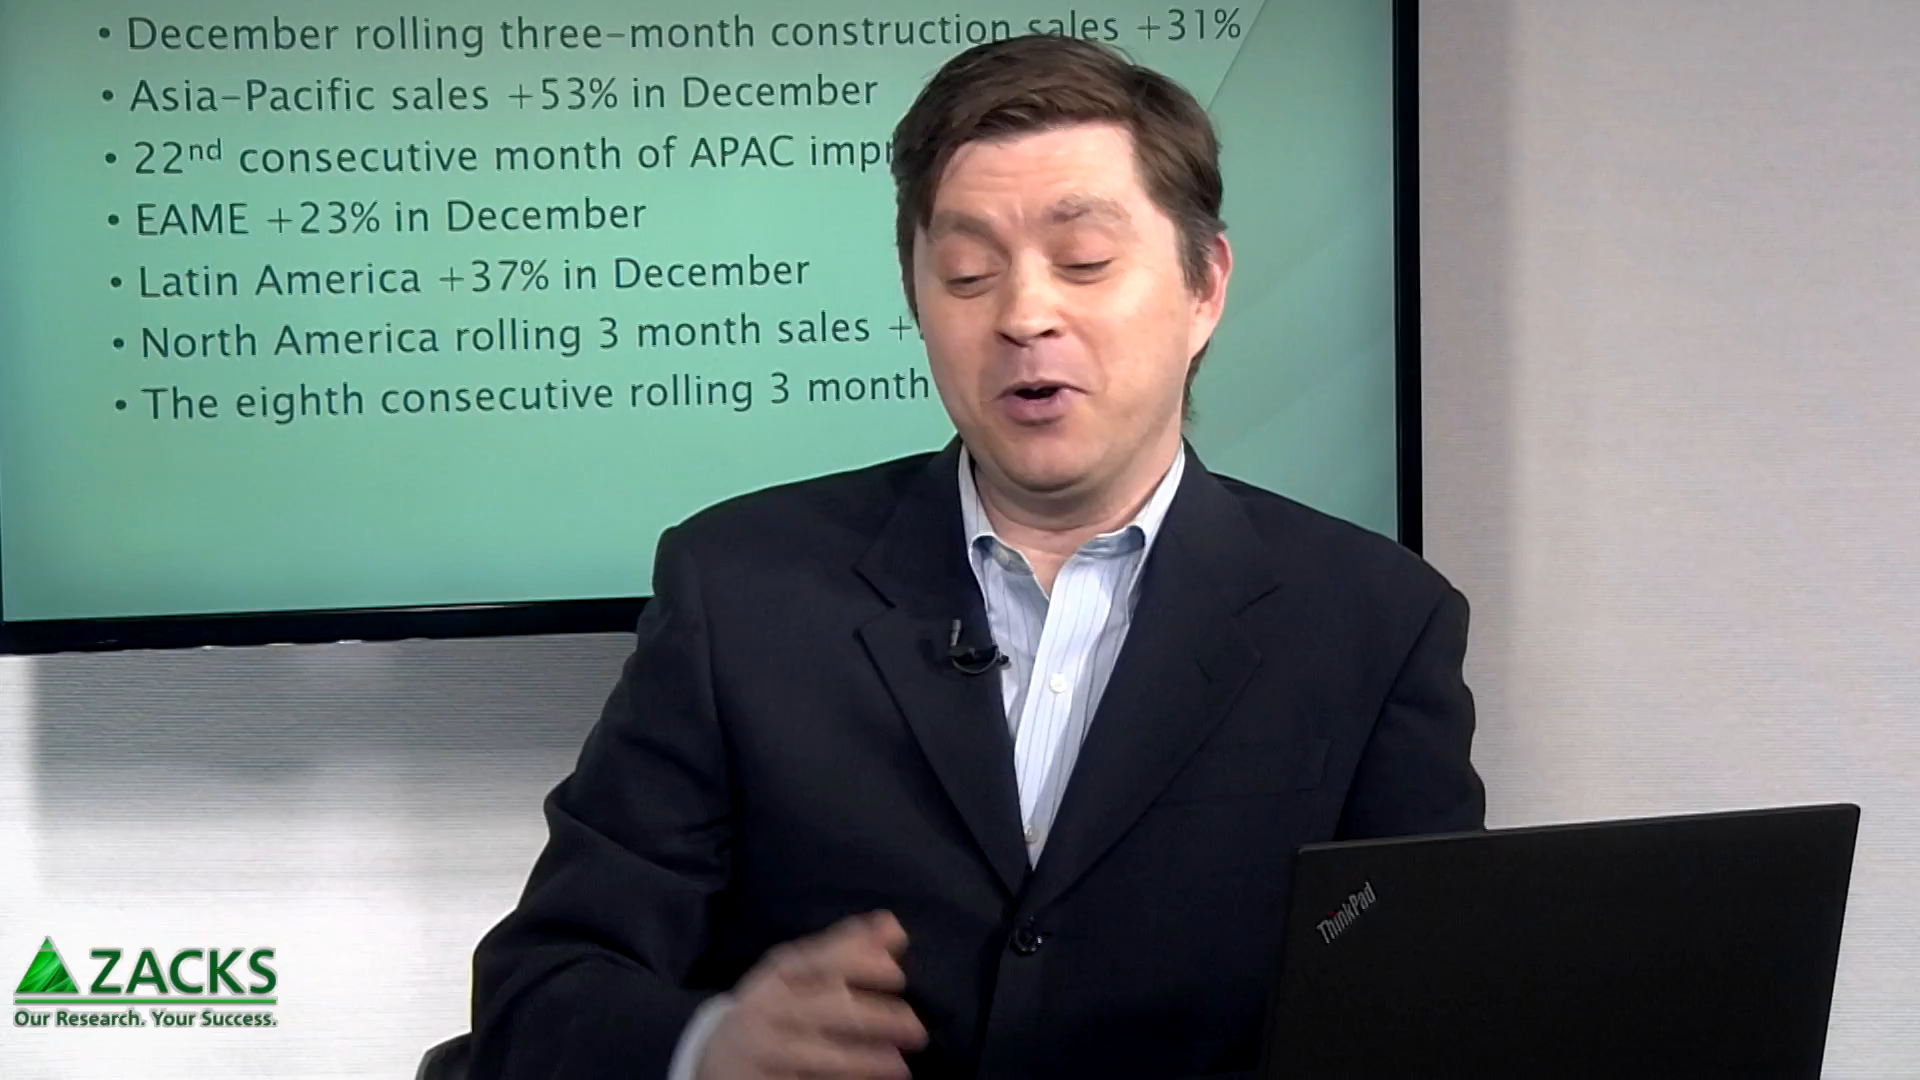 • December rolling three-month construction sales +31%
• Asia-Pacific sales +53% in December
• 22nd consecutive month of APAC
• EAME +23% in December
• Latin America +37% in December
• North America rolling 3 month sales +
• The eighth consecutive rolling 3 month
ThinkPad
ZACKS
Our Research. Your Success.